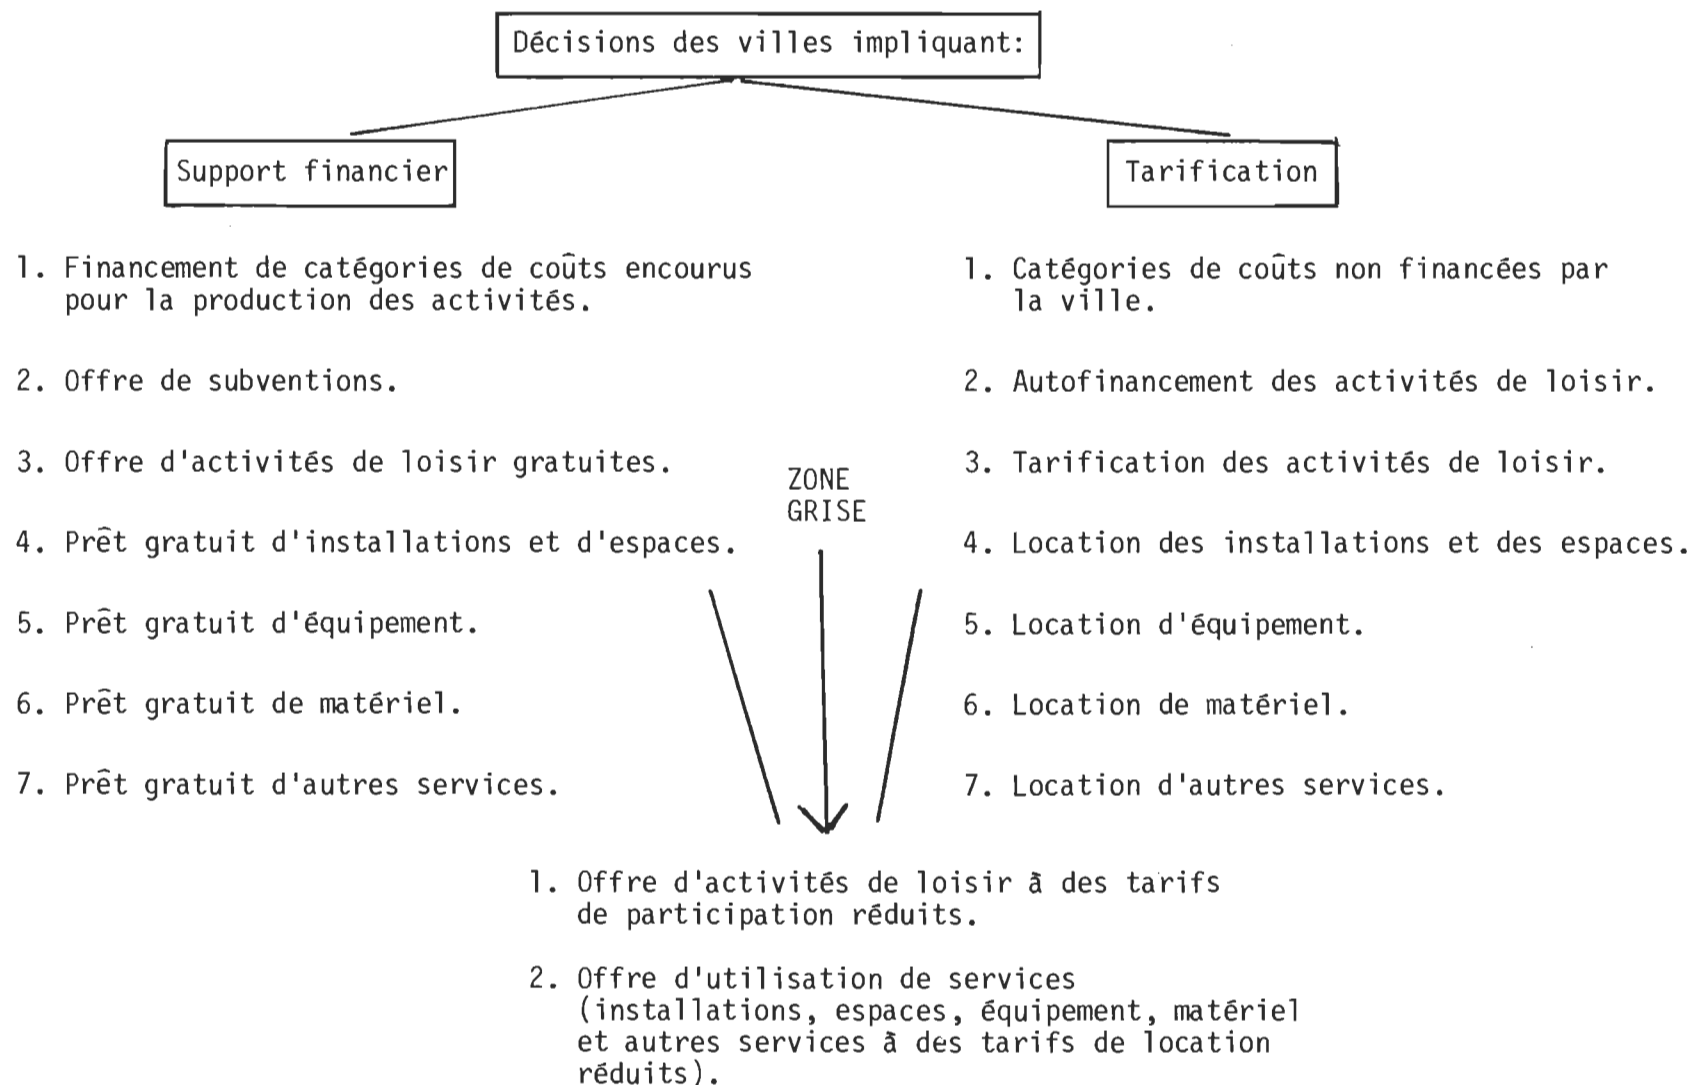 Décisions des villes impliquant:
Support financier
Tarification
1. Financement de catégories de coûts encourus
pour la production des activités.
2. Offre de subventions.
3. Offre d'activités de loisir gratuites.
4. Prêt gratuit d'installations et d'espaces.
5. Prêt gratuit d'équipement.
6. Prêt gratuit de matériel.
7. Prêt gratuit d'autres services.
ZONE
GRISE
1. Catégories de coûts non financées par
la ville.
2. Autofinancement des activités de loisir.
3. Tarification des activités de loisir.
4. Location des installations et des espaces.
5. Location d'équipement.
6. Location de matériel.
7. Location d'autres services.
1. Offre d'activités de loisir à des tarifs
de participation réduits.
2. Offre d'utilisation de services
(installations, espaces, équipement, matériel
et autres services à des tarifs de location
réduits).